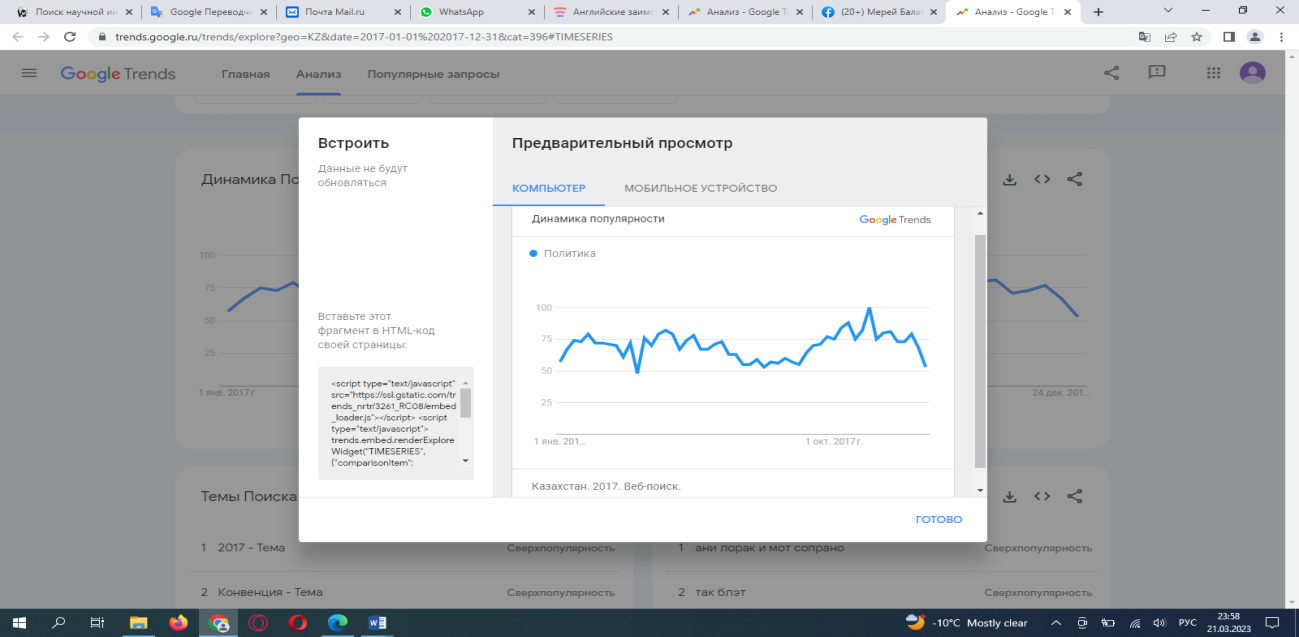 Поиск научной ин
Google Переводч
Почта Mail.ru
WhatsApp
Английские заимс
Анализ - Google T
(20+) Мерей Бала
Анализ - Google T
trends.google.ru/trends/explore?geo=KZ&date=2017-01-01%202017-12-31&cat=396#TIMESERIES
Google Trends
Главная
Анализ
Популярные запросы
Встроить
Данные не будут
обновляться
Вставьте этот
фрагмент в HTML-код
своей страницы:
<script type="text/javascript"
src="https://ssl.gstatic.com/tr
ends_nrtr/3261_RC08/embed
_loader.js"></script> <script
type="text/javascript">
trends.embed.renderExplore
Widget("TIMESERIES",
{"comparisonItem":
Предварительный просмотр
КОМПЬЮТЕР
МОБИЛЬНОЕ УСТРОЙСТВО
Динамика популярности
Google Trends
Политика
100
75
50
25
1 янв. 201...
1 окт. 2017 г.
Казахстан. 2017. Веб-поиск.
ГОТОВО
Динамика По
100
75
50
25
1 янв. 2017 г.
24 дек. 201...
Темы Поиска
1 2017 - Тема
Сверхпопулярность
2 Конвенция - Тема
Сверхпопулярность
1 ани лорак и мот сопрано
Сверхпопулярность
2 так блэт
Сверхпопулярность
-10°C Mostly clear
РУС
23:58
21.03.2023